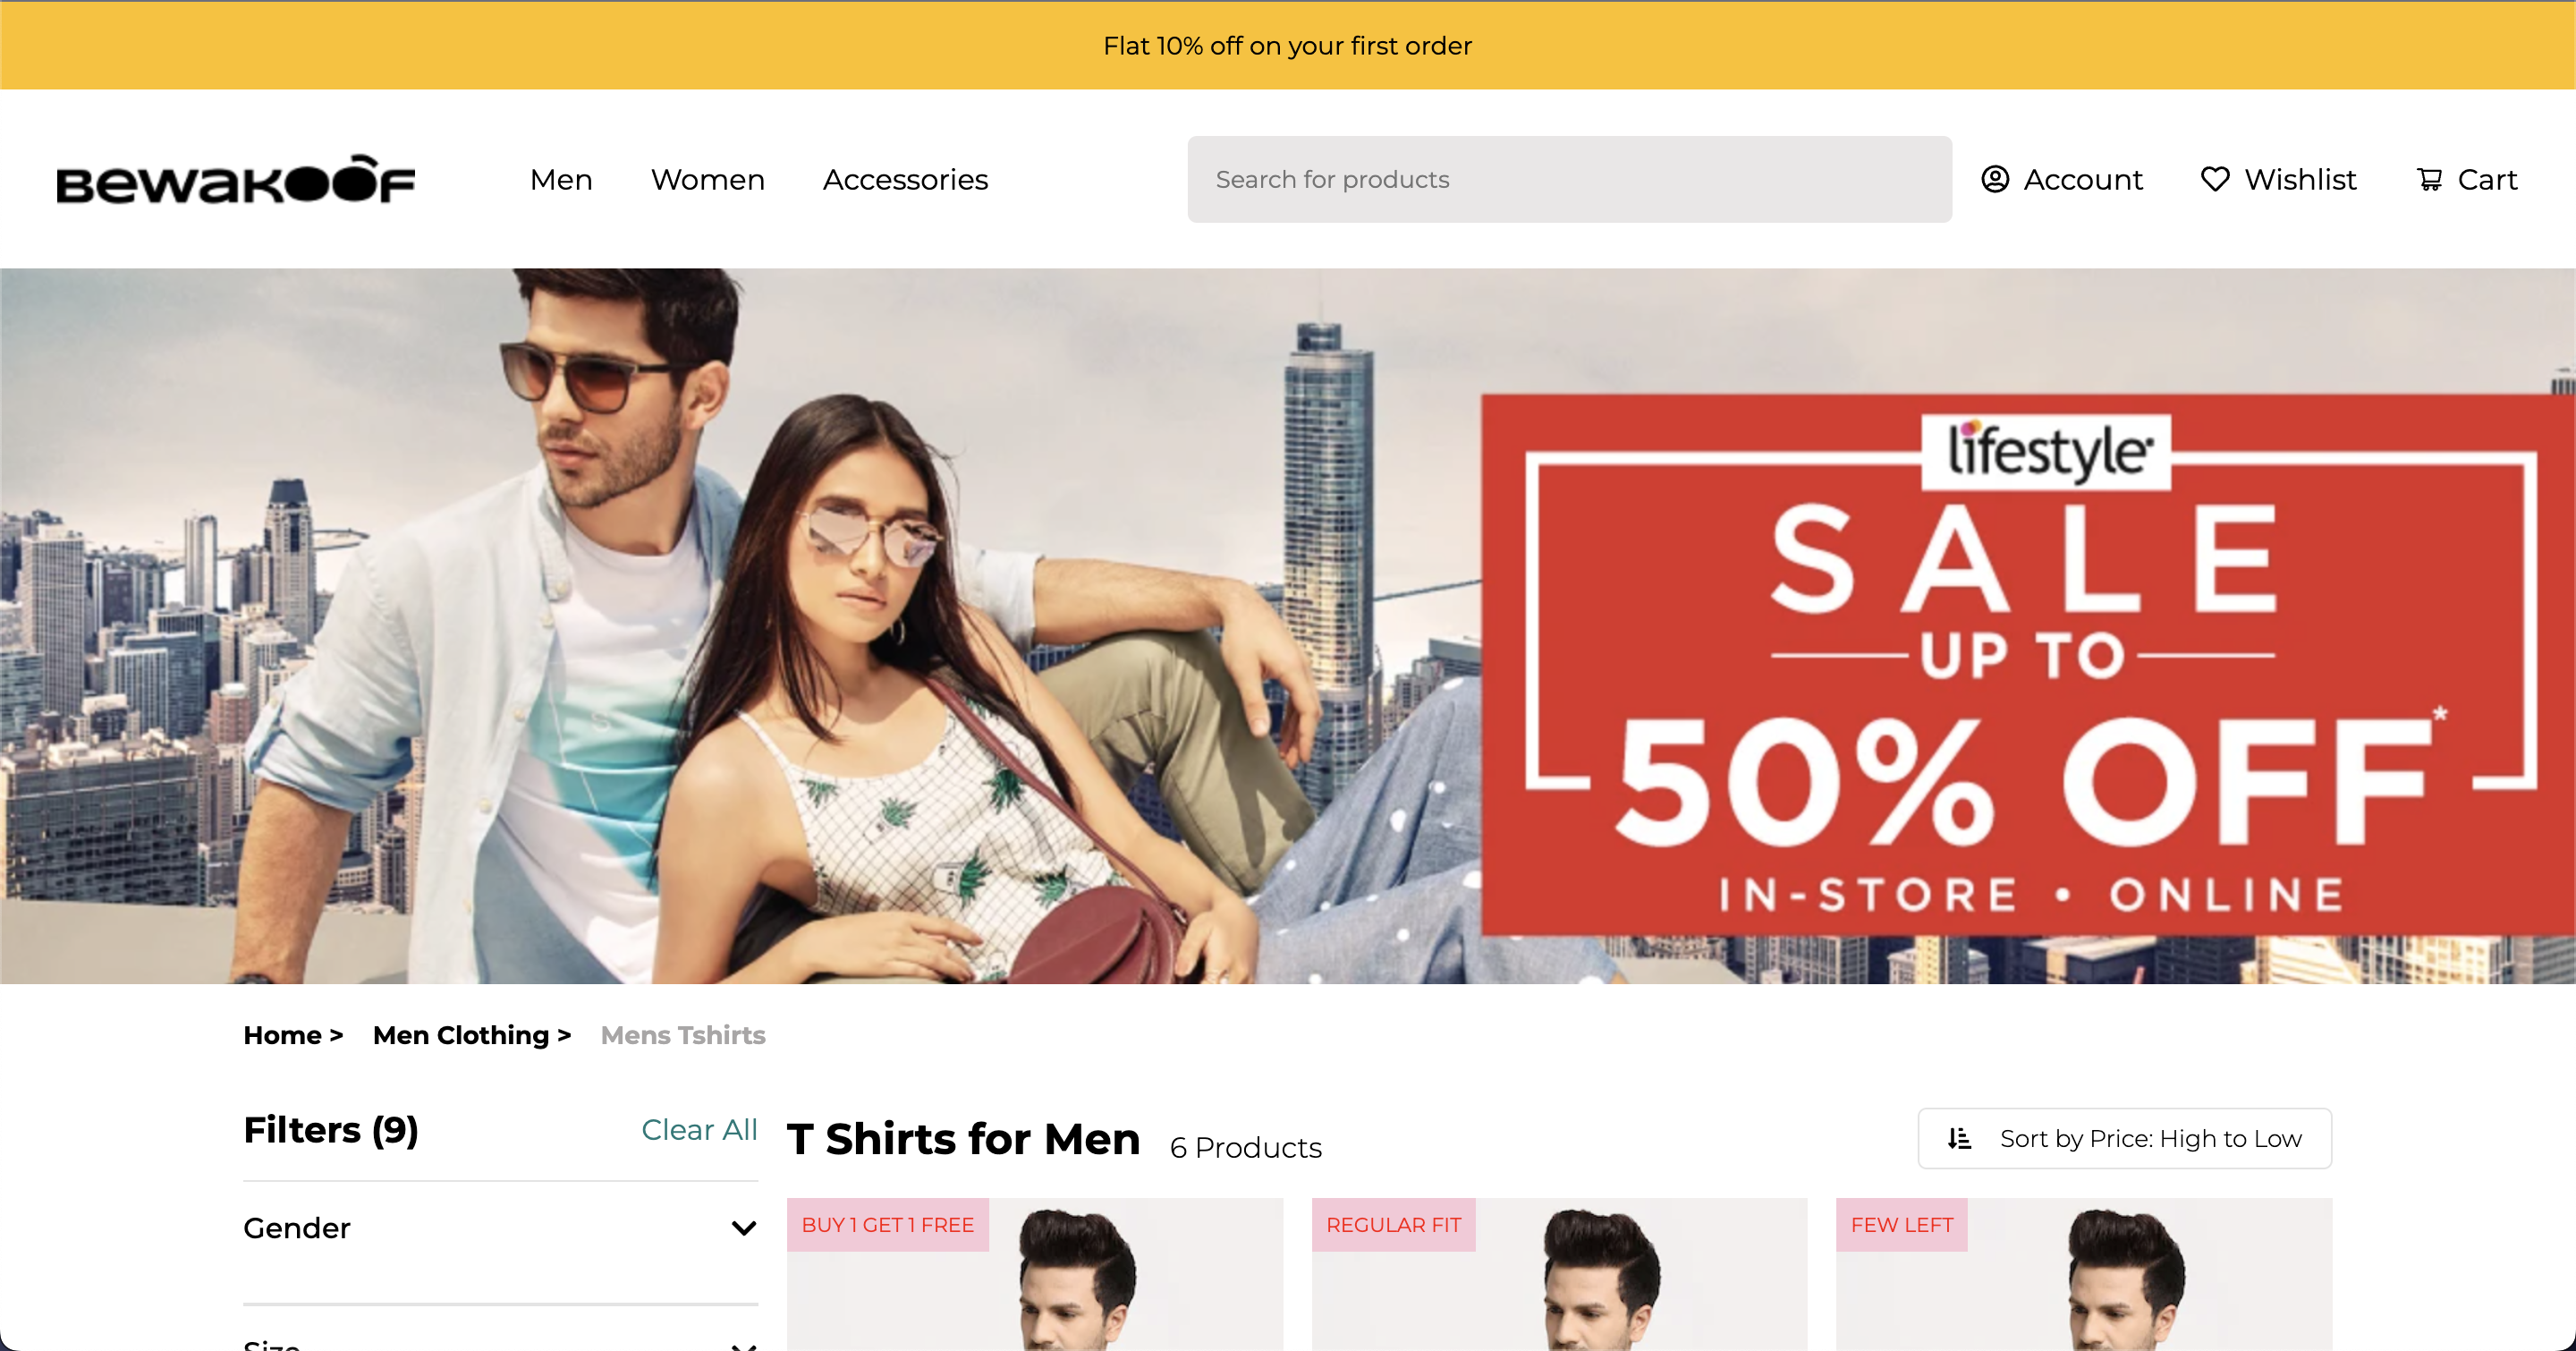 Flat 10% off on your first order
BEWAKOOF
Men Women Accessories
Search for products
Account Wishlist Cart
lifestyle
SALE
UP TO
50% OFF*
IN-STORE • ONLINE
Home > Men Clothing > Mens Tshirts
Filters (9) Clear All
T Shirts for Men 6 Products
Sort by Price: High to Low
Gender
BUY 1 GET 1 FREE
REGULAR FIT
FEW LEFT
Size